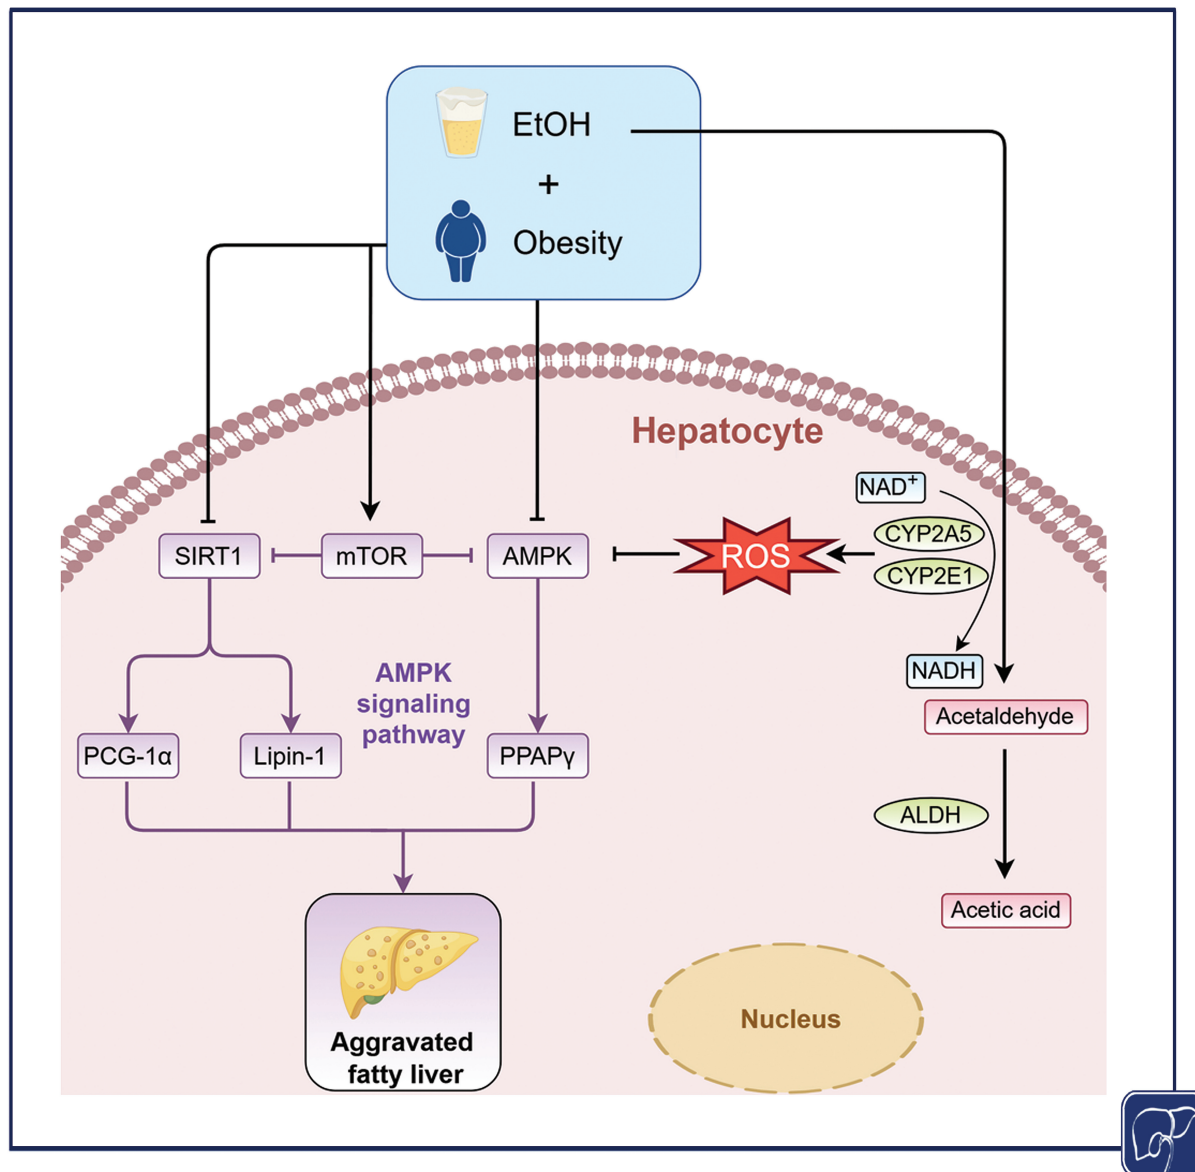 EtOH
+
Obesity
Hepatocyte
NAD⁺
CYP2A5
CYP2E1
SIRT1
mTOR
AMPK
ROS
NADH
AMPK
signaling
pathway
Acetaldehyde
PCG-1α
Lipin-1
PPAPγ
ALDH
Acetic acid
Nucleus
Aggravated
fatty liver